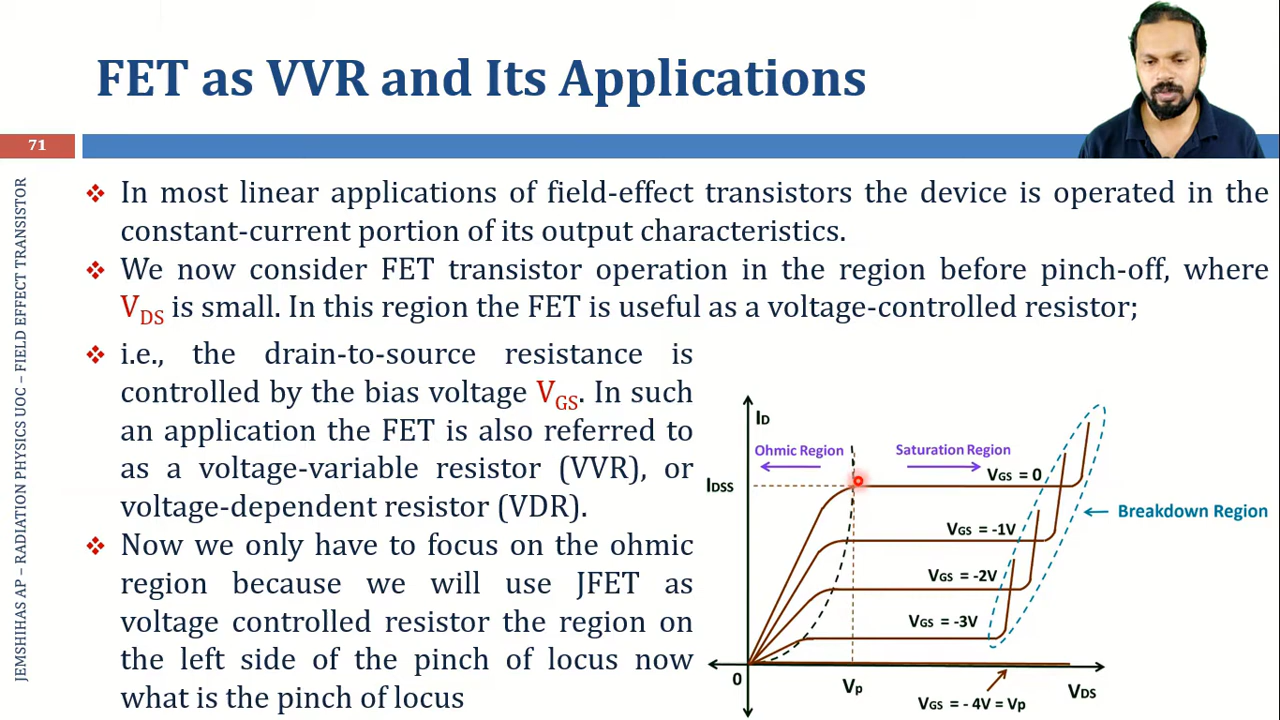 FET as VVR and Its Applications
71
❖ In most linear applications of field-effect transistors the device is operated in the
constant-current portion of its output characteristics.
❖ We now consider FET transistor operation in the region before pinch-off, where
VDS is small. In this region the FET is useful as a voltage-controlled resistor;
❖ i.e., the drain-to-source resistance is
controlled by the bias voltage VGS. In such
an application the FET is also referred to
as a voltage-variable resistor (VVR), or
voltage-dependent resistor (VDR).
❖ Now we only have to focus on the ohmic
region because we will use JFET as
voltage controlled resistor the region on
the left side of the pinch of locus now
what is the pinch of locus
JEMSHIHAS AP – RADIATION PHYSICS UOC – FIELD EFFECT TRANSISTOR
ID
Ohmic Region
Saturation Region
IDSS
VGS = 0
Breakdown Region
VGS = -1V
VGS = -2V
VGS = -3V
0
Vp
VDS
VGS = - 4V = Vp